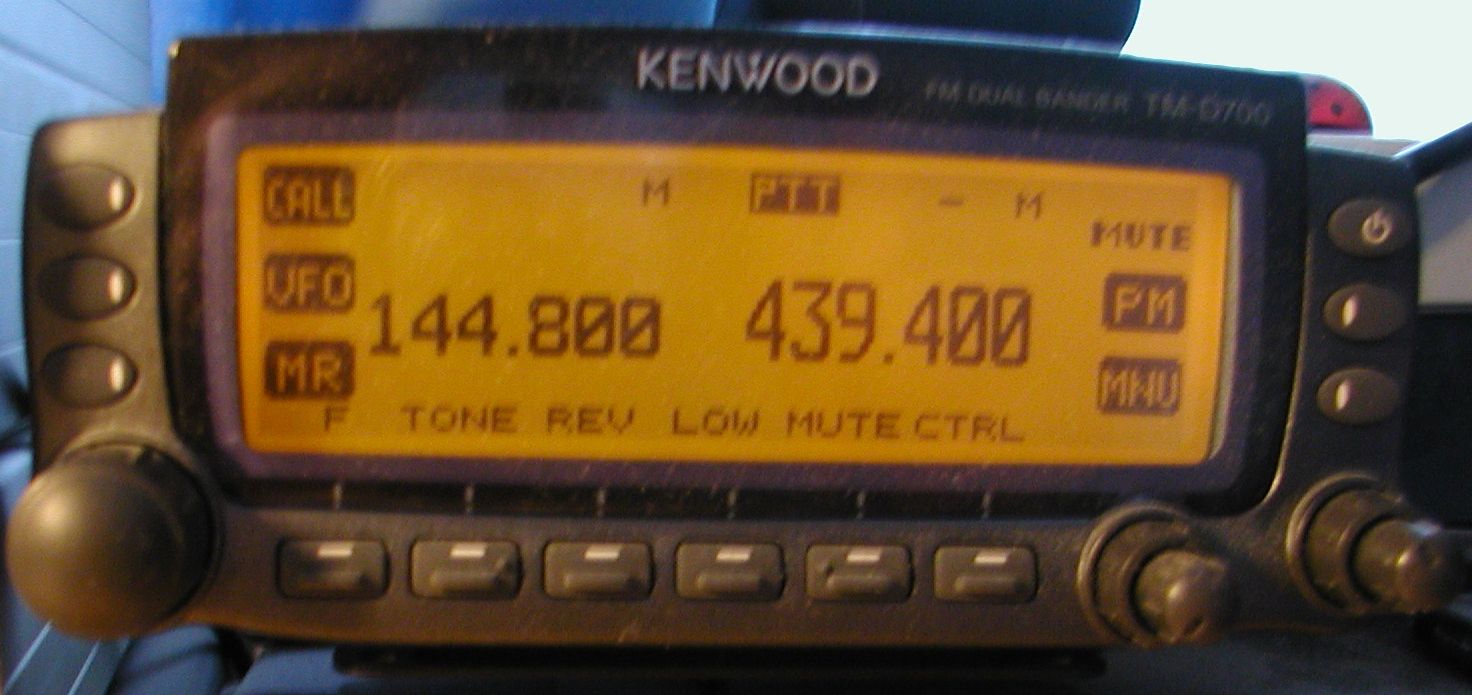 KENWOOD FM DUAL BANDER TM-D700
CALL M PTT - M
MUTE
VFO 144.800 439.400 PM
MR MNU
F TONE REV LOW MUTE CTRL